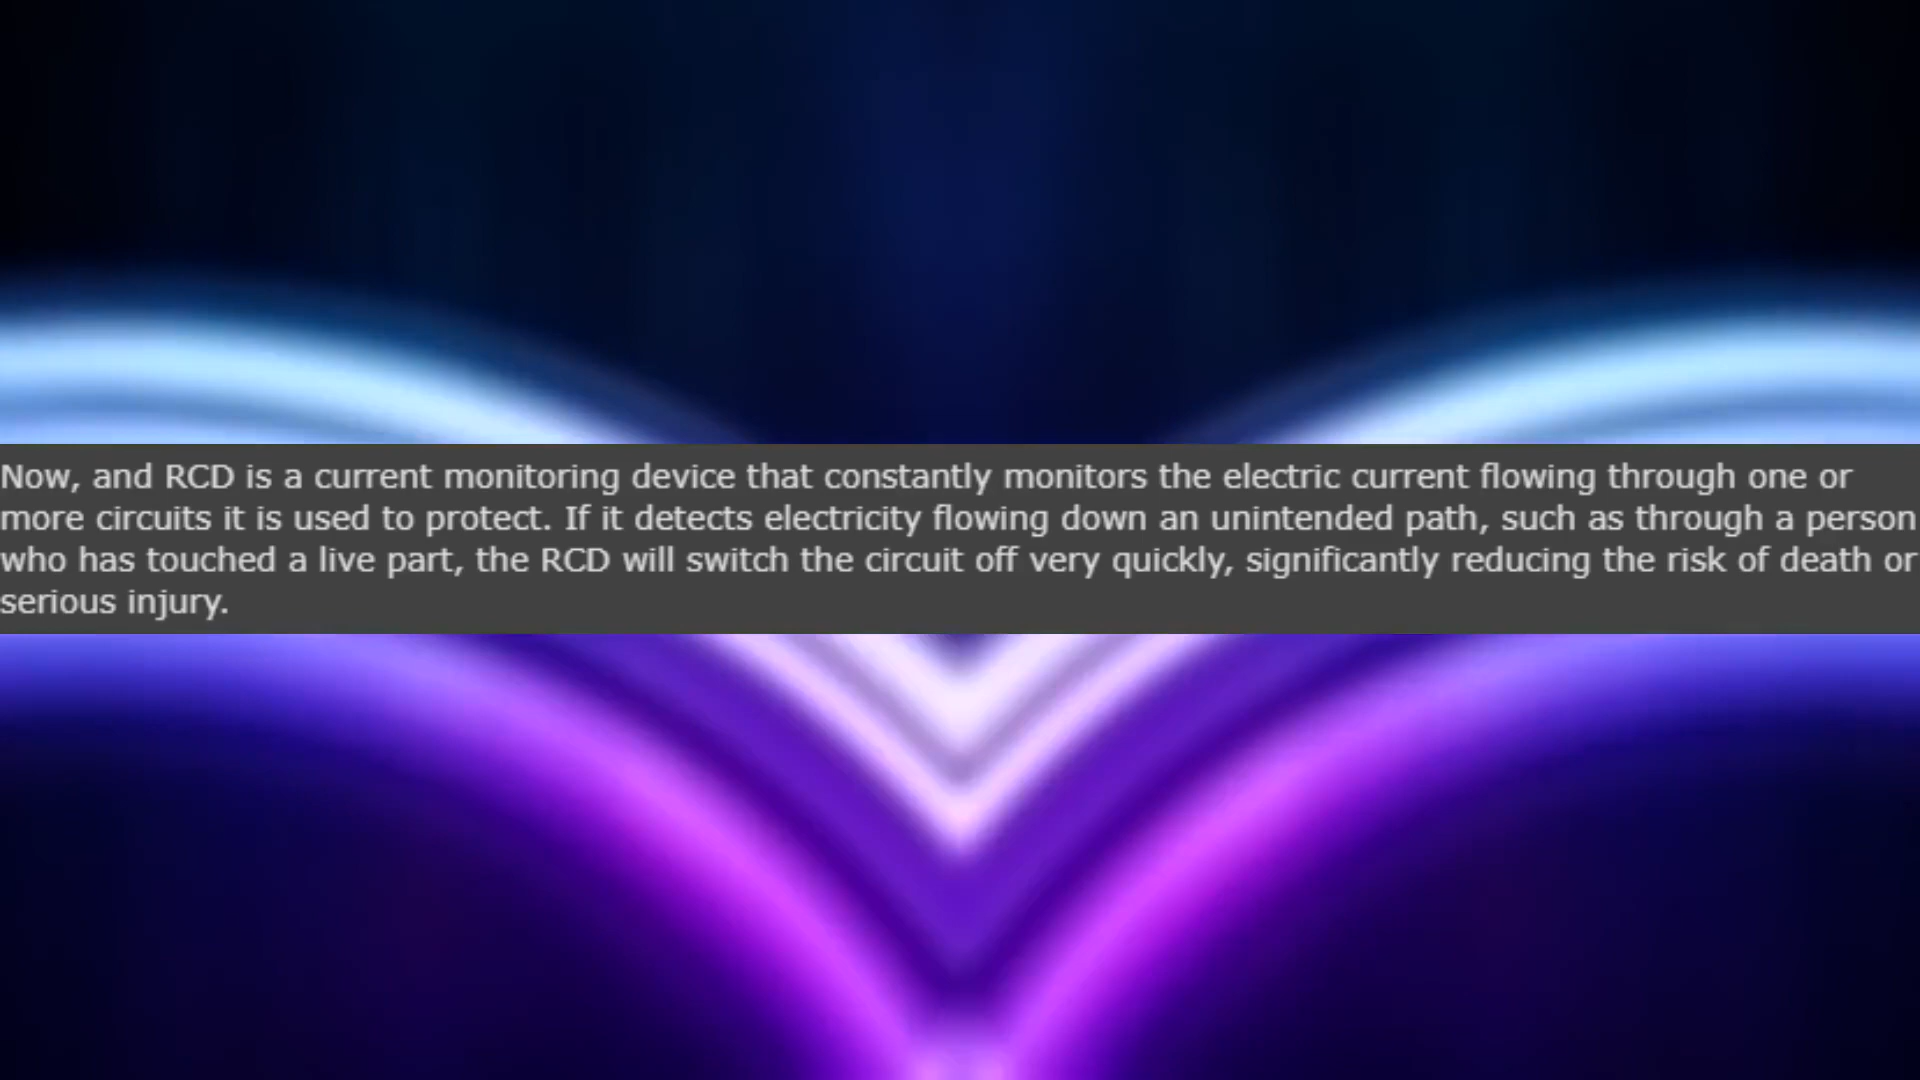 Now, and RCD is a current monitoring device that constantly monitors the electric current flowing through one or
more circuits it is used to protect. If it detects electricity flowing down an unintended path, such as through a person
who has touched a live part, the RCD will switch the circuit off very quickly, significantly reducing the risk of death or
serious injury.